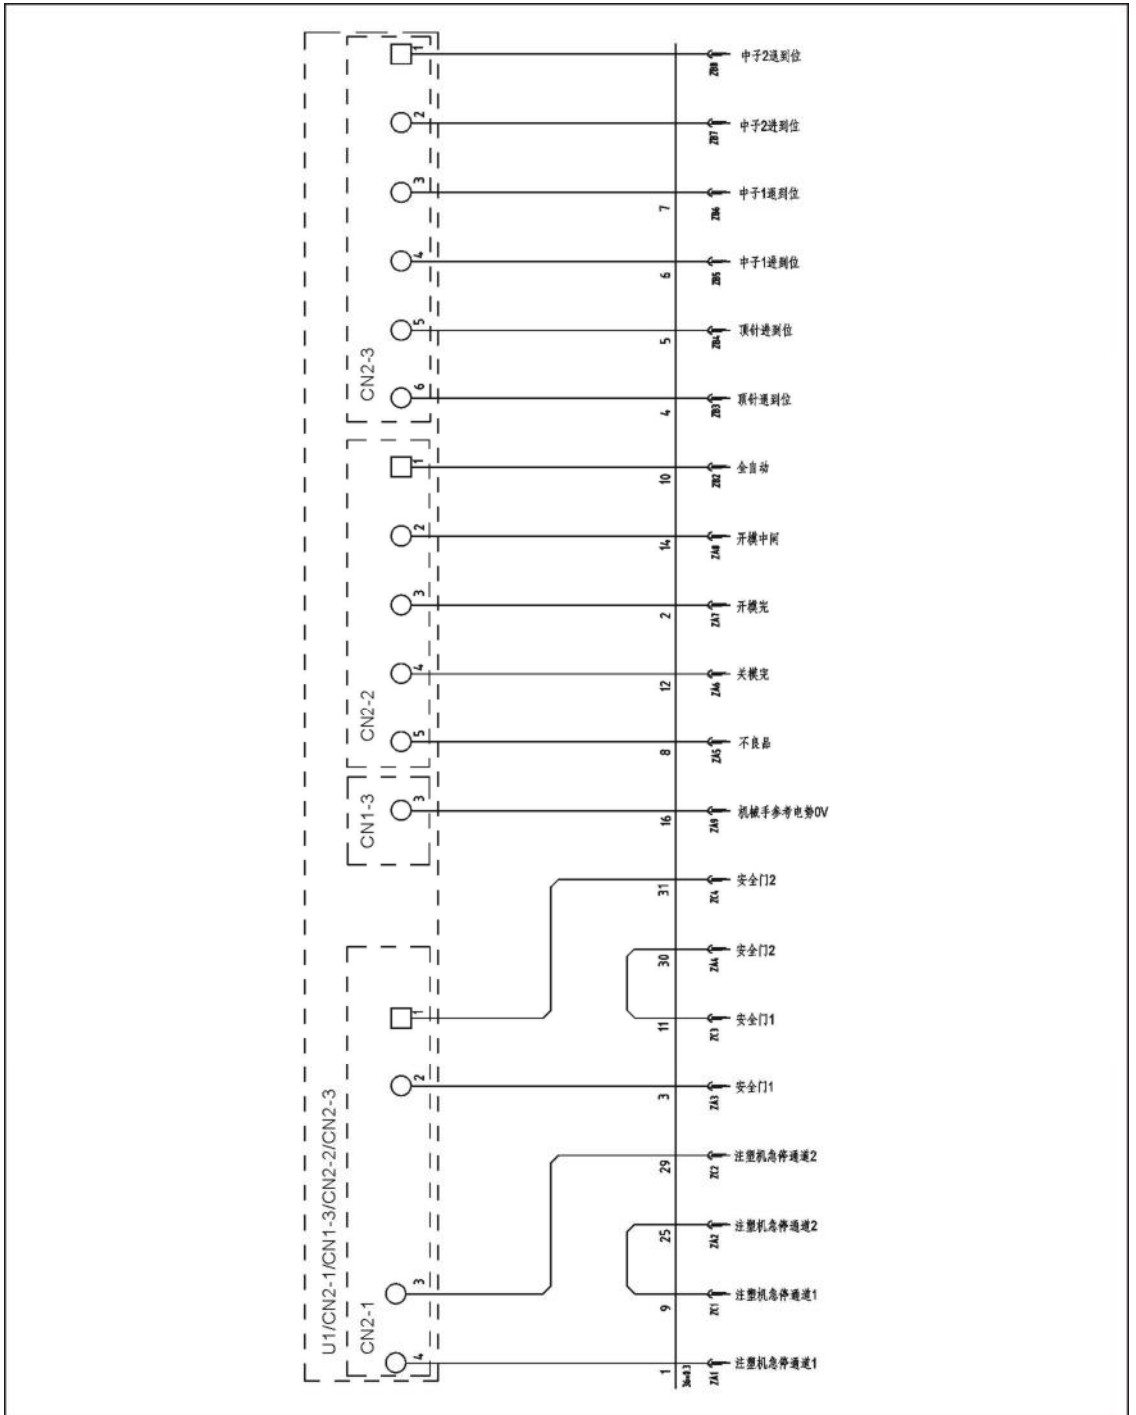 1 ZB8 中子2退到位
2 ZB7 中子2进到位
3 7 ZB6 中子1退到位
4 6 ZB5 中子1进到位
5 5 ZB4 顶针进到位
6 4 ZB3 顶针退到位
CN2-3
1 10 ZB2 全自动
2 14 ZA8 开模中间
3 2 ZA7 开模完
4 12 ZA6 关模完
5 8 ZA5 不良品
CN2-2
3 16 ZA9 机械手参考电势0V
CN1-3
31 ZC4 安全门2
30 ZA4 安全门2
1 11 ZC3 安全门1
2 3 ZA3 安全门1
29 ZC2 注塑机急停通道2
25 ZA2 注塑机急停通道2
3 9 ZC1 注塑机急停通道1
4 1 ZA1 注塑机急停通道1
CN2-1
U1/CN2-1/CN1-3/CN2-2/CN2-3